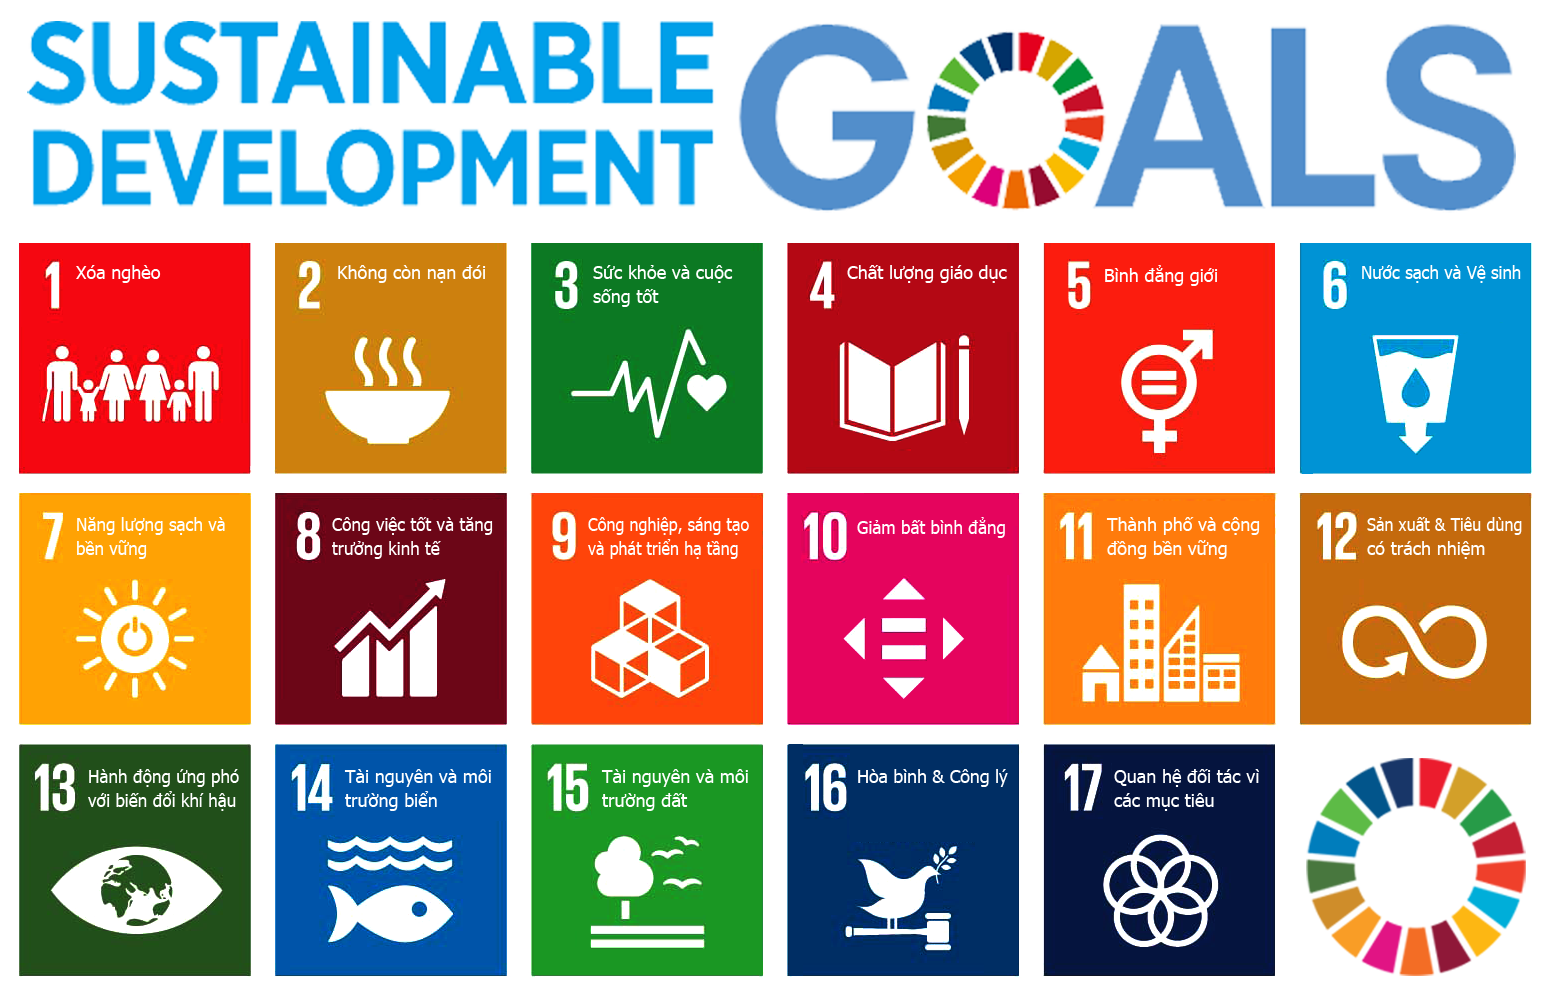 SUSTAINABLE
DEVELOPMENT
GOALS
1 Xóa nghèo
2 Không còn nạn đói
3 Sức khỏe và cuộc
sống tốt
4 Chất lượng giáo dục
5 Bình đẳng giới
6 Nước sạch và Vệ sinh
7 Năng lượng sạch và
bền vững
8 Công việc tốt và tăng
trưởng kinh tế
9 Công nghiệp, sáng tạo
và phát triển hạ tầng
10 Giảm bất bình đẳng
11 Thành phố và cộng
đồng bền vững
12 Sản xuất & Tiêu dùng
có trách nhiệm
13 Hành động ứng phó
với biến đổi khí hậu
14 Tài nguyên và môi
trường biển
15 Tài nguyên và môi
trường đất
16 Hòa bình & Công lý
17 Quan hệ đối tác vì
các mục tiêu